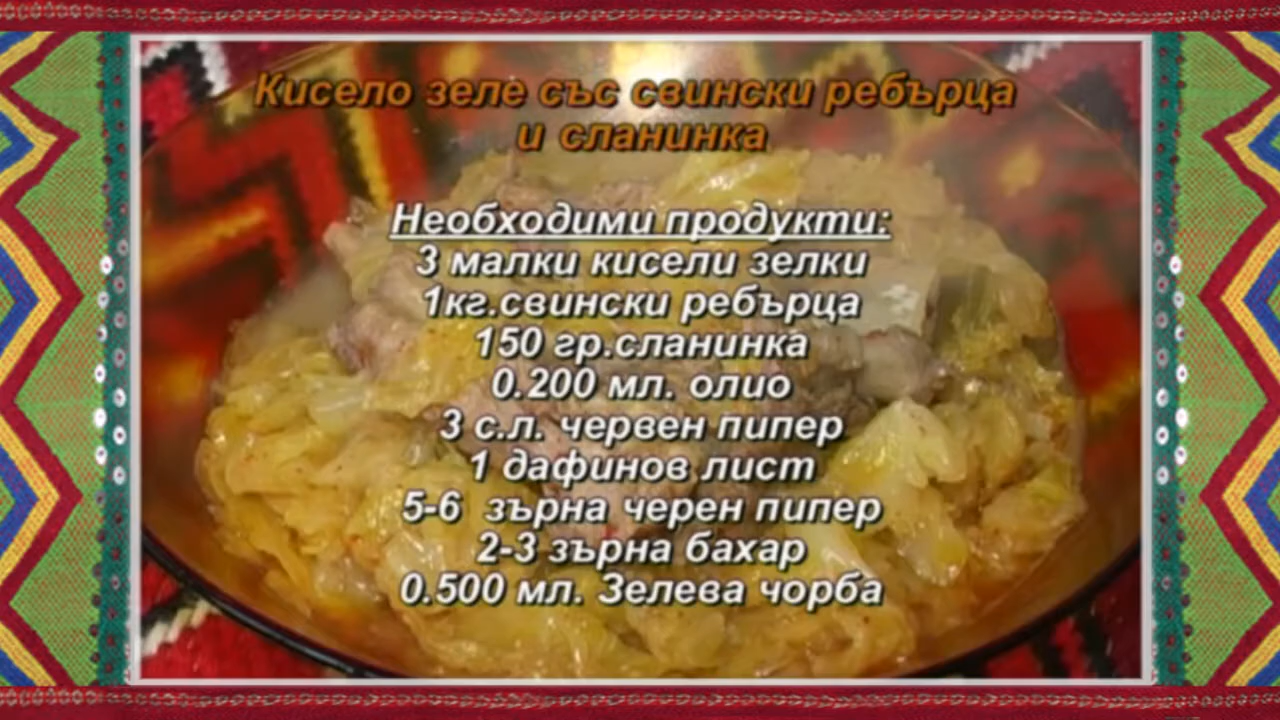 Кисело зеле със свински ребърца
и сланинка
Необходими продукти:
3 малки кисели зелки
1кг.свински ребърца
150 гр.сланинка
0.200 мл. олио
3 с.л. червен пипер
1 дафинов лист
5-6 зърна черен пипер
2-3 зърна бахар
0.500 мл. Зелева чорба